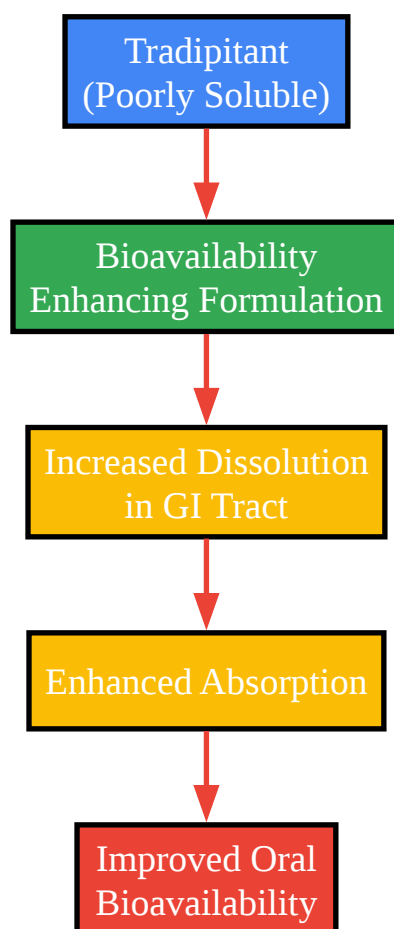 Tradipitant
(Poorly Soluble)
Bioavailability
Enhancing Formulation
Increased Dissolution
in GI Tract
Enhanced Absorption
Improved Oral
Bioavailability